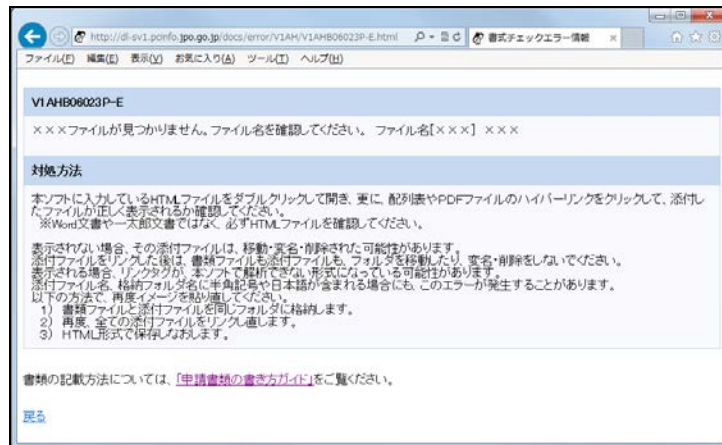 http://dl-sv1.pcinfo.jpo.go.jp/docs/error/V1AH/V1AHB06023P-E.html
書式チェックエラー情報
ファイル(F) 編集(E) 表示(V) お気に入り(A) ツール(T) ヘルプ(H)
V1AHB06023P-E
×××ファイルが見つかりません。ファイル名を確認してください。 ファイル名[×××] ×××
対処方法
本ソフトに入力しているHTMLファイルをダブルクリックして開き、更に、配列表やPDFファイルのハイパーリンクをクリックして、添付し
たファイルが正しく表示されるか確認してください。
※Word文書や一太郎文書ではなく、必ずHTMLファイルを確認してください。
表示されない場合、その添付ファイルは、移動・変名・削除された可能性があります。
添付ファイルをリンクした後は、書類ファイルも添付ファイルも、フォルダを移動したり、変名・削除をしないでください。
表示される場合、リンクタグが、本ソフトで解析できない形式になっている可能性があります。
添付ファイル名、格納フォルダ名に半角記号や日本語が含まれる場合にも、このエラーが発生することがあります。
以下の方法で、再度イメージを貼り直してください。
1) 書類ファイルと添付ファイルを同じフォルダに格納します。
2) 再度、全ての添付ファイルをリンクし直します。
3) HTML形式で保存しなおします。
書類の記載方法については、「申請書類の書き方ガイド」をご覧ください。
戻る